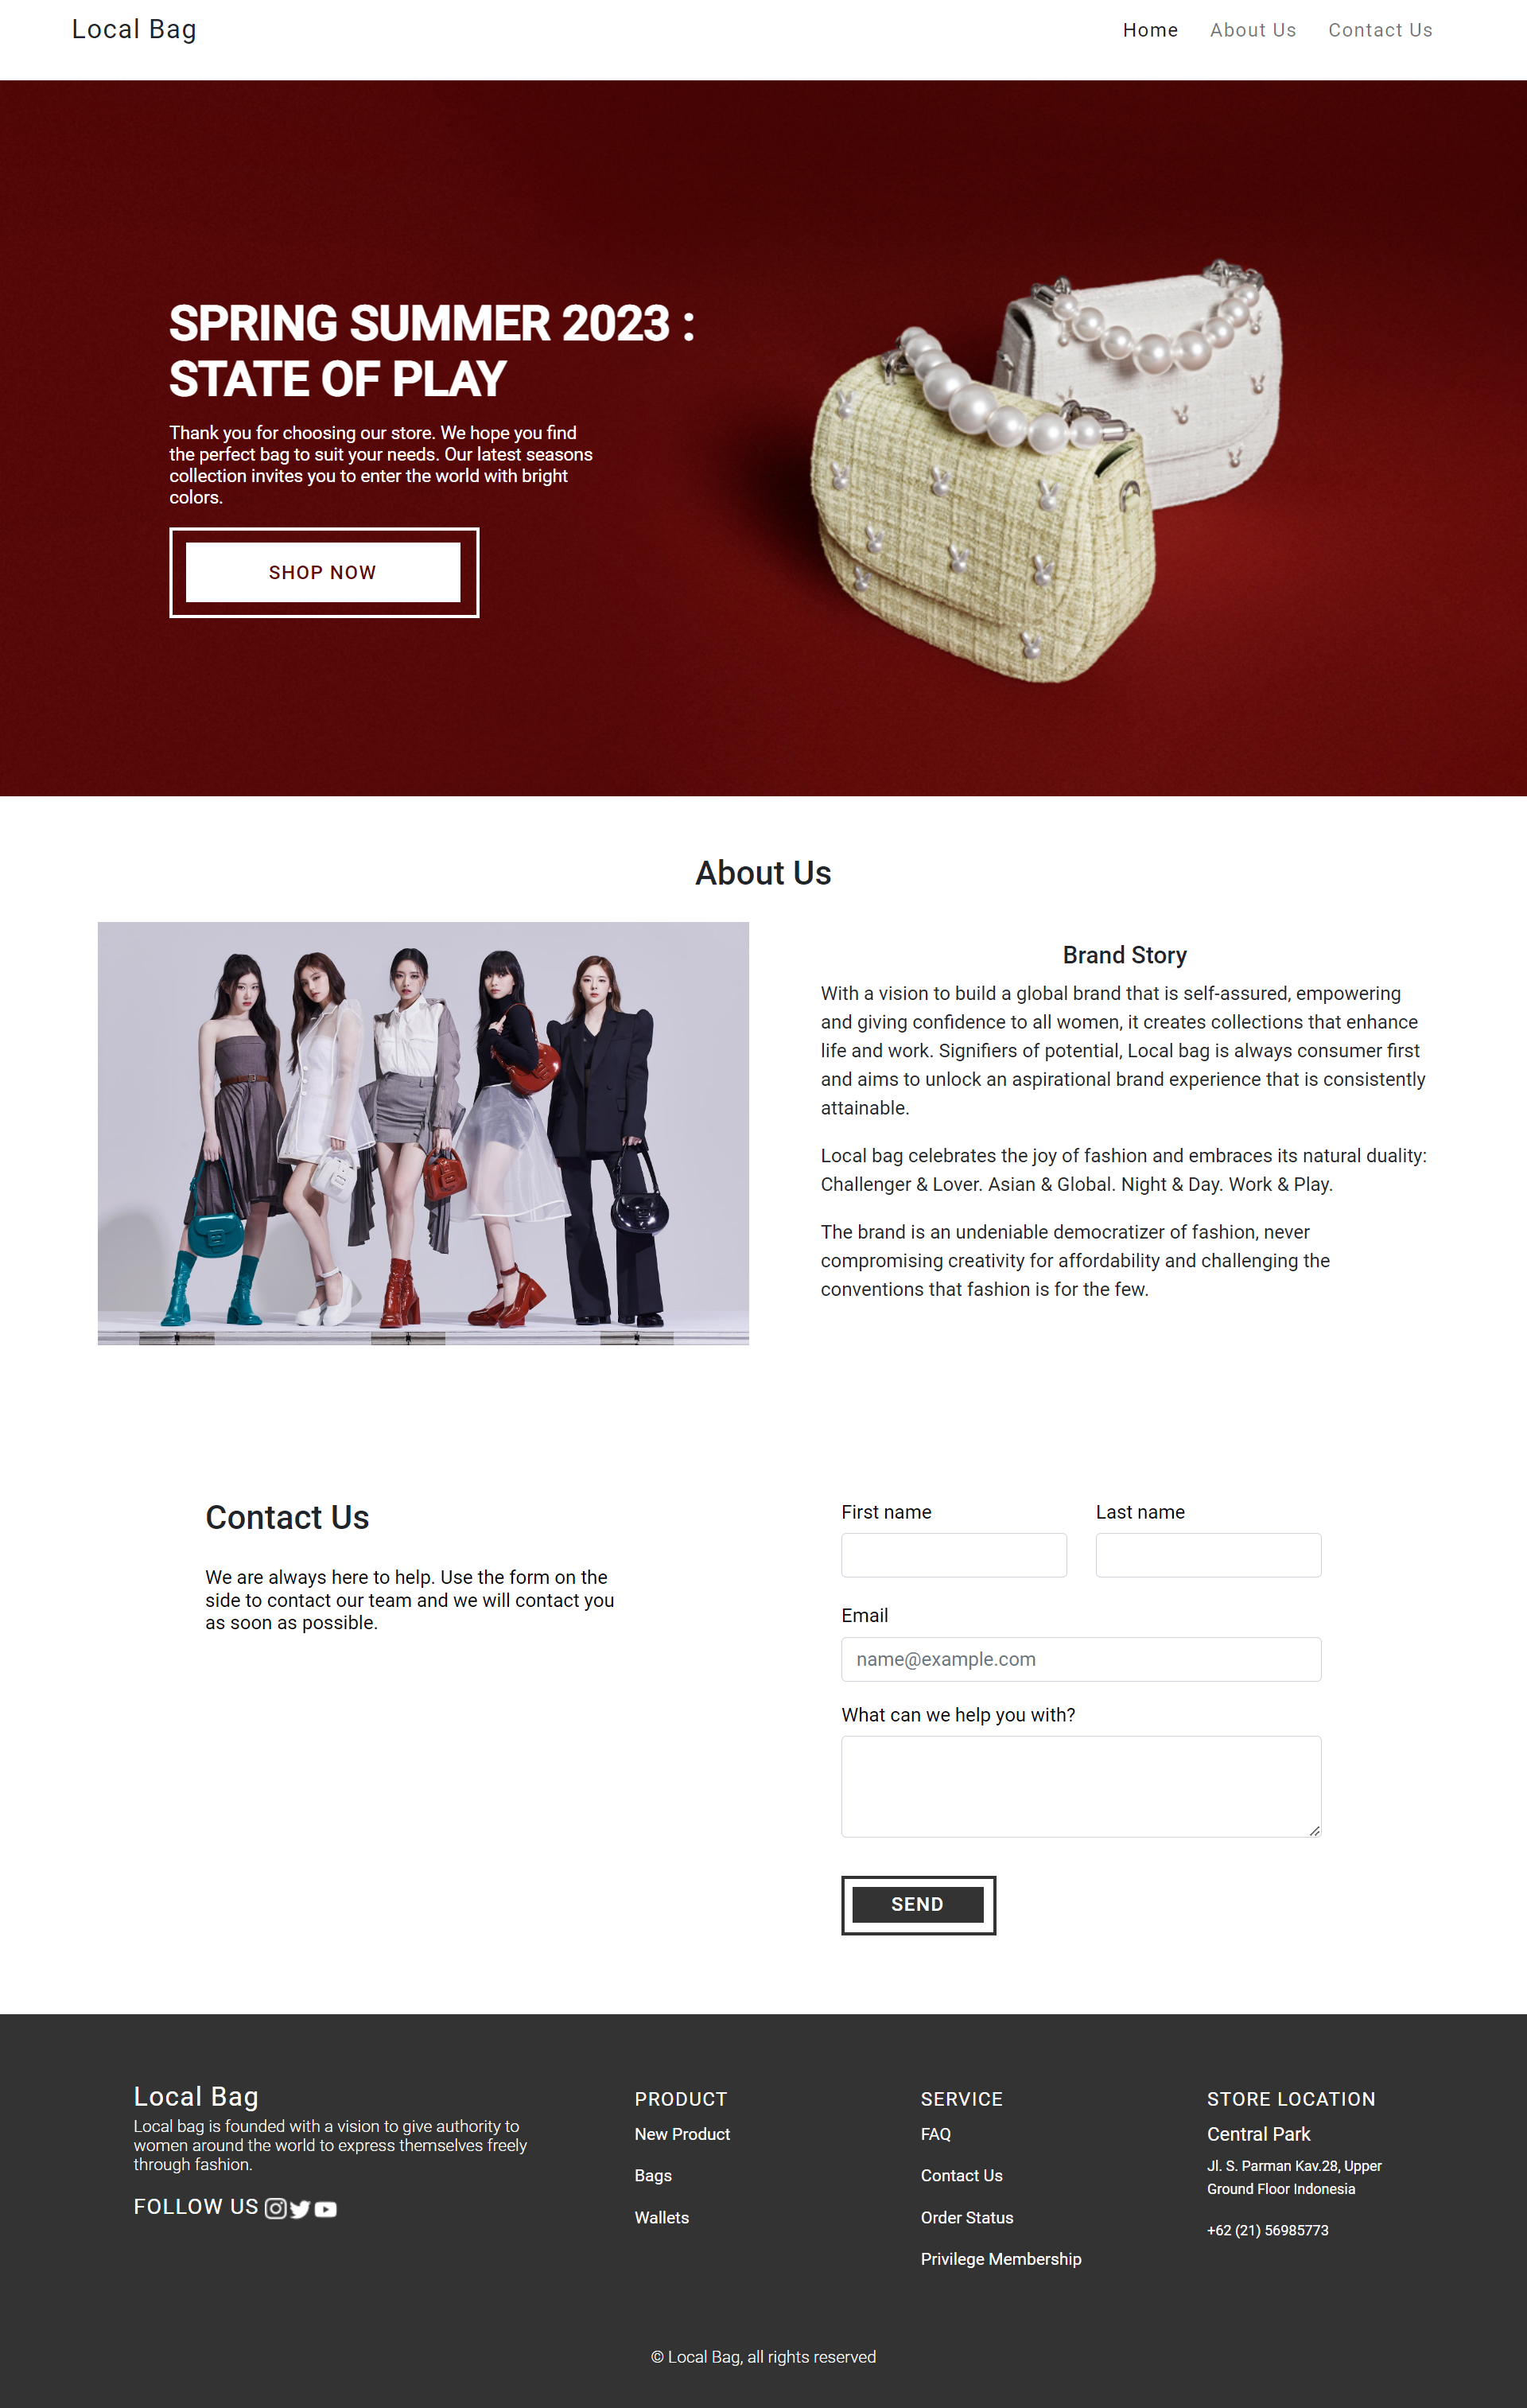 Local Bag
Home About Us Contact Us
SPRING SUMMER 2023 :
STATE OF PLAY
Thank you for choosing our store. We hope you find
the perfect bag to suit your needs. Our latest seasons
collection invites you to enter the world with bright
colors.
SHOP NOW
About Us
Brand Story
With a vision to build a global brand that is self-assured, empowering
and giving confidence to all women, it creates collections that enhance
life and work. Signifiers of potential, Local bag is always consumer first
and aims to unlock an aspirational brand experience that is consistently
attainable.
Local bag celebrates the joy of fashion and embraces its natural duality:
Challenger & Lover. Asian & Global. Night & Day. Work & Play.
The brand is an undeniable democratizer of fashion, never
compromising creativity for affordability and challenging the
conventions that fashion is for the few.
Contact Us
We are always here to help. Use the form on the
side to contact our team and we will contact you
as soon as possible.
First name Last name
Email
name@example.com
What can we help you with?
SEND
Local Bag
Local bag is founded with a vision to give authority to
women around the world to express themselves freely
through fashion.
FOLLOW US
PRODUCT
New Product
Bags
Wallets
SERVICE
FAQ
Contact Us
Order Status
Privilege Membership
STORE LOCATION
Central Park
Jl. S. Parman Kav.28, Upper
Ground Floor Indonesia
+62 (21) 56985773
© Local Bag, all rights reserved